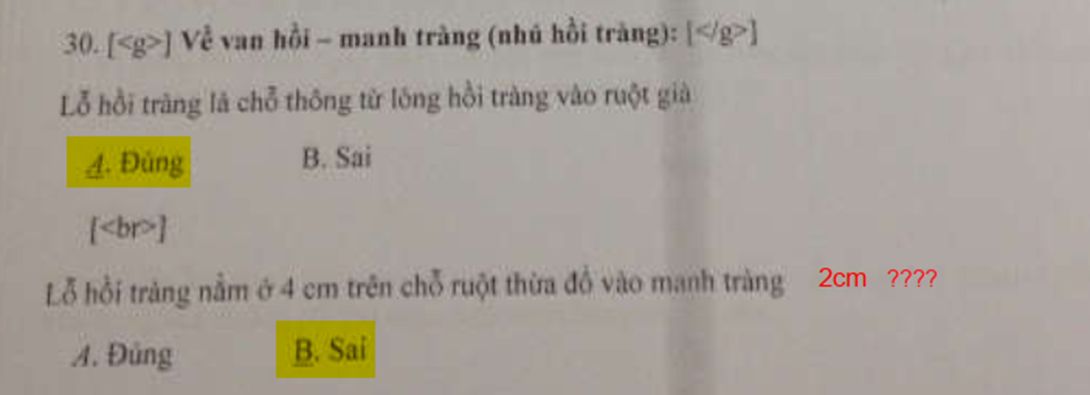 30. [<g>] Về van hồi – manh tràng (nhú hồi tràng): [</g>]
Lỗ hồi tràng là chỗ thông từ lòng hồi tràng vào ruột già
A. Đúng B. Sai
[<br>]
Lỗ hồi tràng nằm ở 4 cm trên chỗ ruột thừa đổ vào manh tràng 2cm ????
A. Đúng B. Sai